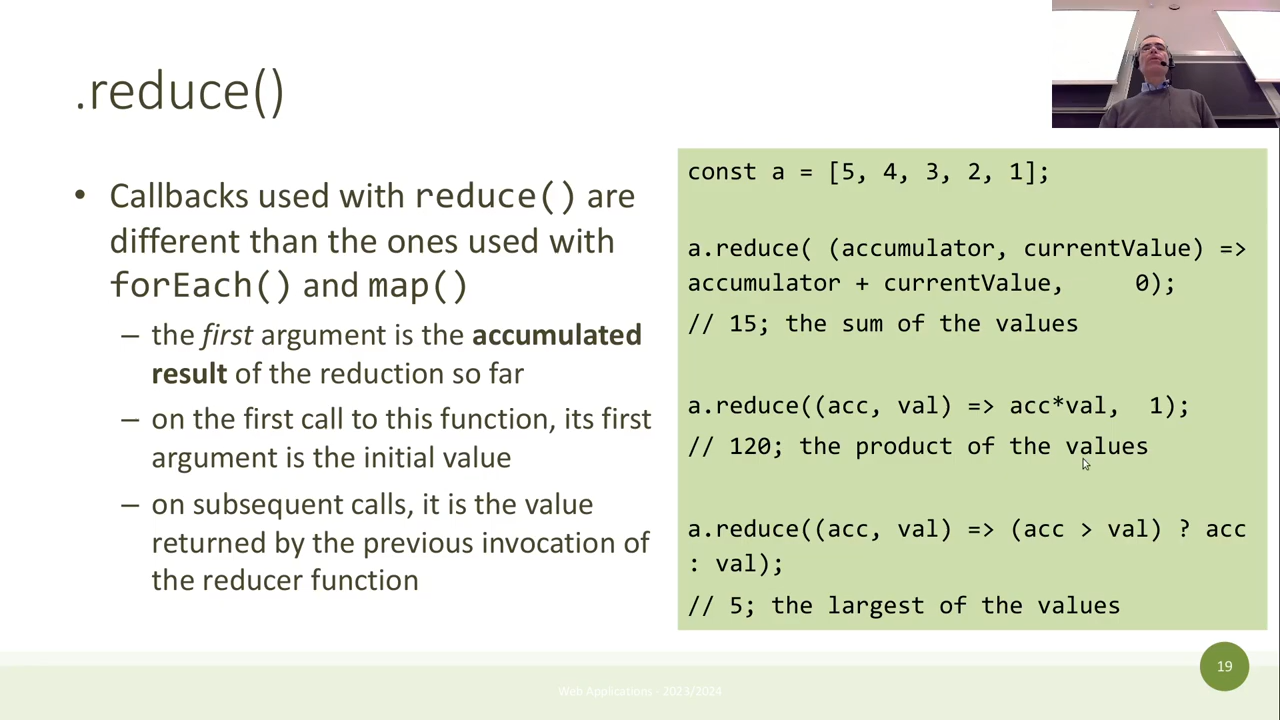 .reduce()
• Callbacks used with reduce() are
different than the ones used with
forEach() and map()
– the first argument is the accumulated
result of the reduction so far
– on the first call to this function, its first
argument is the initial value
– on subsequent calls, it is the value
returned by the previous invocation of
the reducer function
const a = [5, 4, 3, 2, 1];
a.reduce( (accumulator, currentValue) =>
accumulator + currentValue,     0);
// 15; the sum of the values
a.reduce((acc, val) => acc*val,  1);
// 120; the product of the values
a.reduce((acc, val) => (acc > val) ? acc
: val);
// 5; the largest of the values
19
Web Applications - 2023/2024